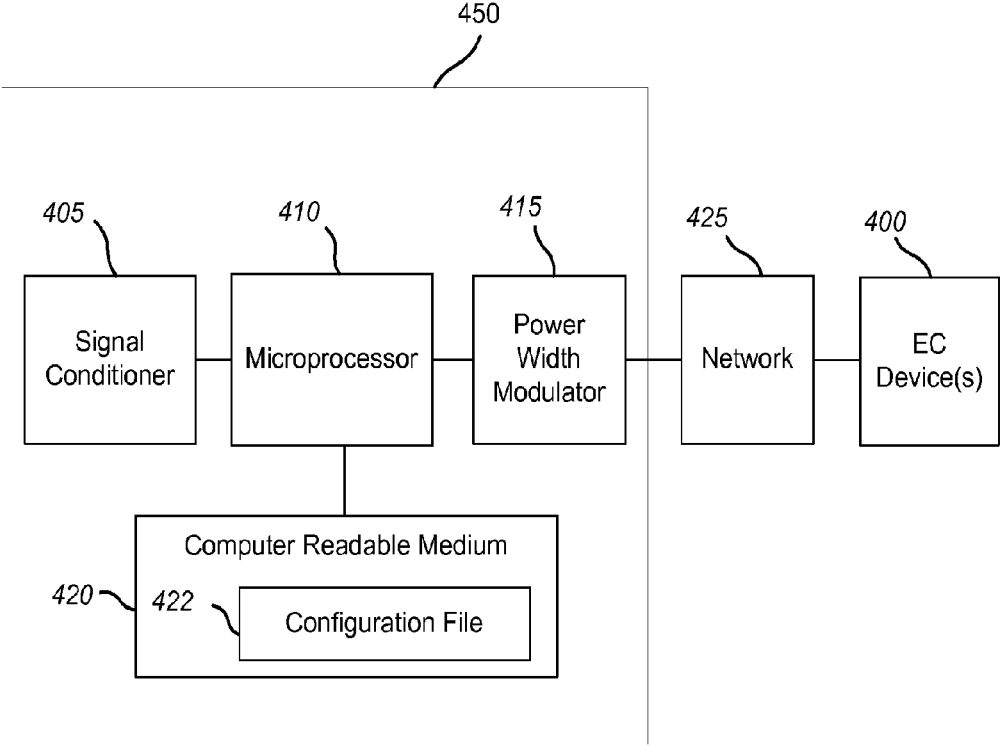 450
405
410
415
425
400
Signal
Conditioner
Microprocessor
Power
Width
Modulator
Network
EC
Device(s)
Computer Readable Medium
420
422
Configuration File